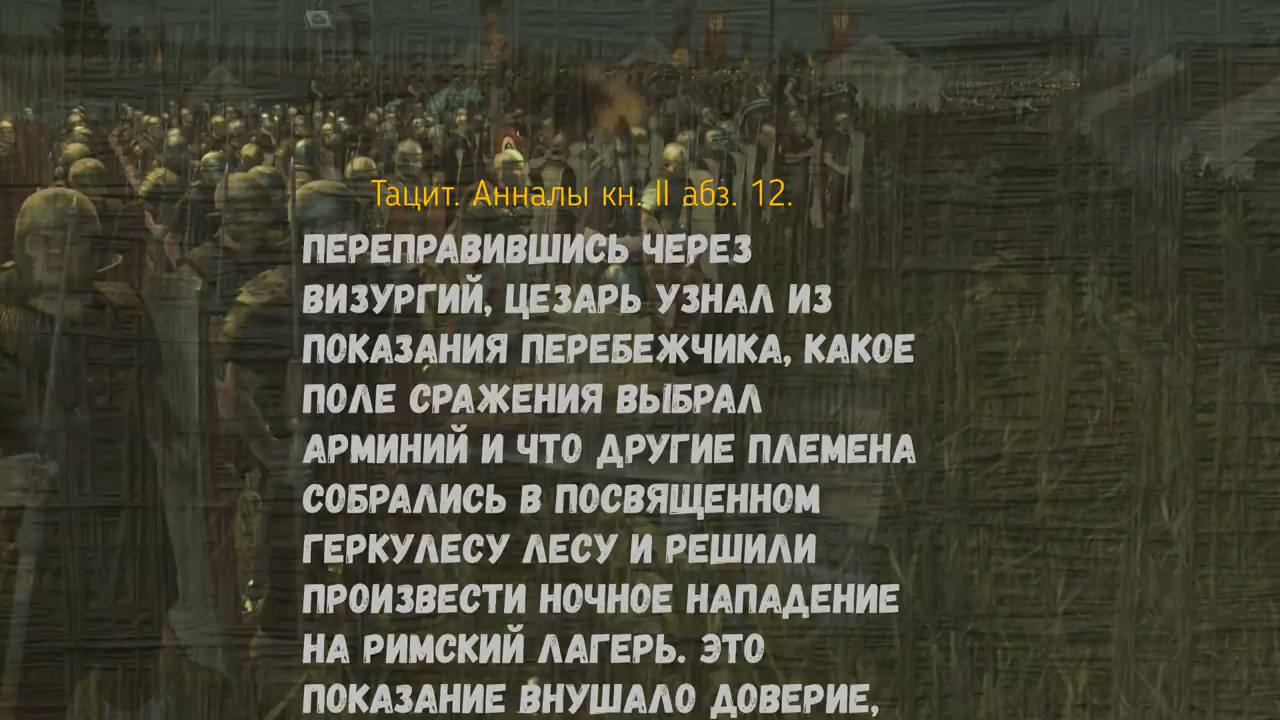 Тацит. Анналы кн. II абз. 12.
ПЕРЕПРАВИВШИСЬ ЧЕРЕЗ
ВИЗУРГИЙ, ЦЕЗАРЬ УЗНАЛ ИЗ
ПОКАЗАНИЯ ПЕРЕБЕЖЧИКА, КАКОЕ
ПОЛЕ СРАЖЕНИЯ ВЫБРАЛ
АРМИНИЙ И ЧТО ДРУГИЕ ПЛЕМЕНА
СОБРАЛИСЬ В ПОСВЯЩЕННОМ
ГЕРКУЛЕСУ ЛЕСУ И РЕШИЛИ
ПРОИЗВЕСТИ НОЧНОЕ НАПАДЕНИЕ
НА РИМСКИЙ ЛАГЕРЬ. ЭТО
ПОКАЗАНИЕ ВНУШАЛО ДОВЕРИЕ,